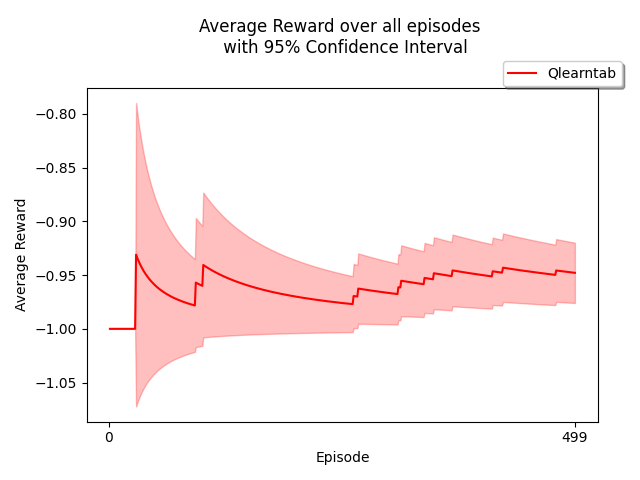 Average Reward over all episodes
with 95% Confidence Interval
Qlearntab
−0.80
−0.85
−0.90
−0.95
−1.00
−1.05
Average Reward
0
499
Episode